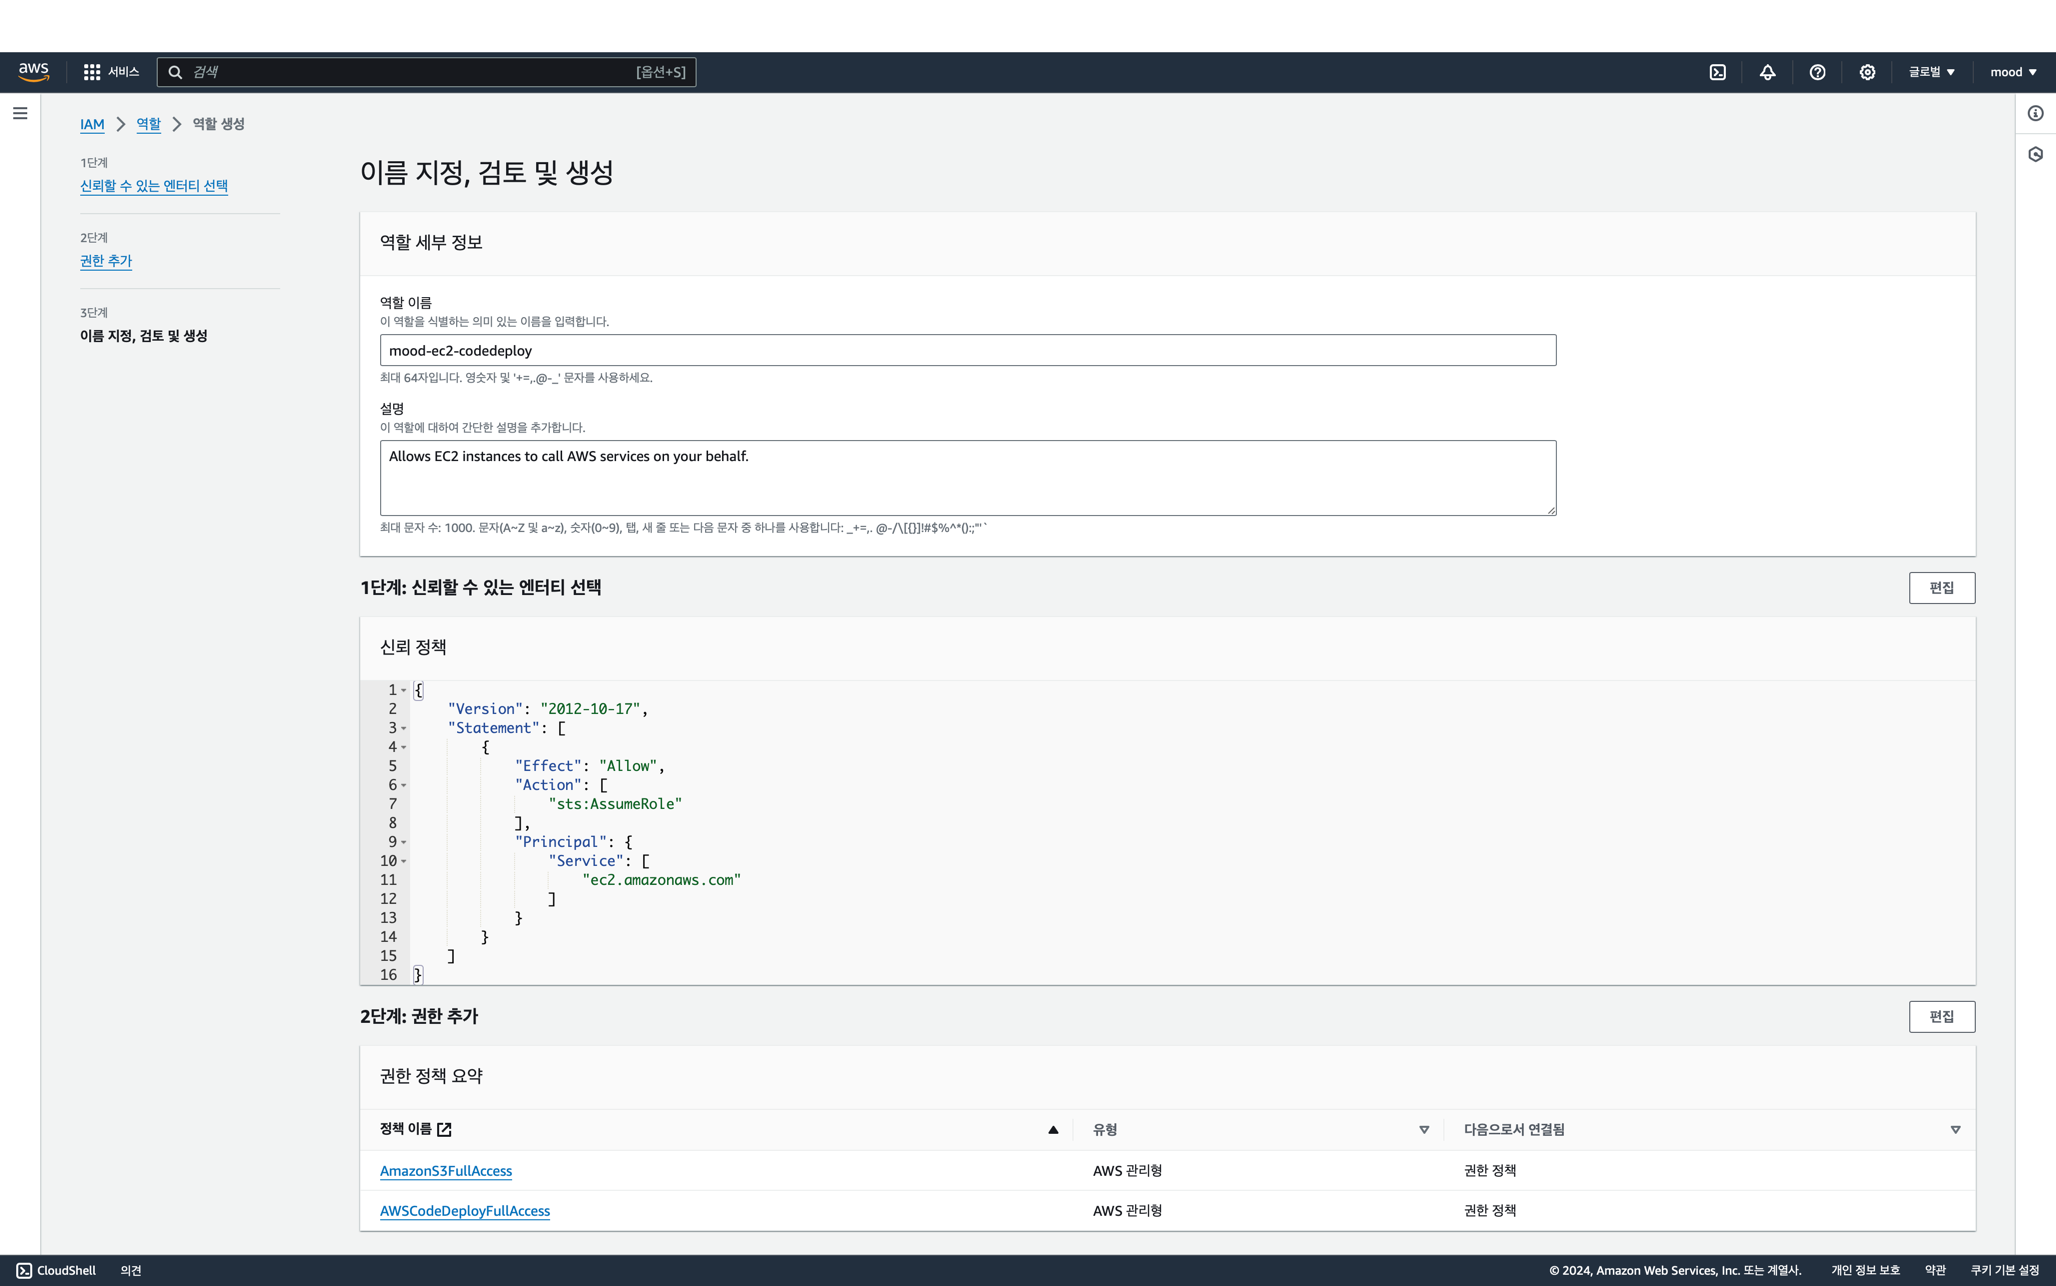 aws
서비스
검색
[옵션+S]
글로벌
mood
IAM
역할
역할 생성
1단계
신뢰할 수 있는 엔터티 선택
2단계
권한 추가
3단계
이름 지정, 검토 및 생성
이름 지정, 검토 및 생성
역할 세부 정보
역할 이름
이 역할을 식별하는 의미 있는 이름을 입력합니다.
mood-ec2-codedeploy
최대 64자입니다. 영숫자 및 '+=,.@-_' 문자를 사용하세요.
설명
이 역할에 대하여 간단한 설명을 추가합니다.
Allows EC2 instances to call AWS services on your behalf.
최대 문자 수: 1000. 문자(A~Z 및 a~z), 숫자(0~9), 탭, 새 줄 또는 다음 문자 중 하나를 사용합니다: _+=,. @-/\[{}]!#$%^*();:"'`
1단계: 신뢰할 수 있는 엔터티 선택
편집
신뢰 정책
1 {
2 "Version": "2012-10-17",
3 "Statement": [
4 {
5 "Effect": "Allow",
6 "Action": [
7 "sts:AssumeRole"
8 ],
9 "Principal": {
10 "Service": [
11 "ec2.amazonaws.com"
12 ]
13 }
14 }
15 ]
16 }
2단계: 권한 추가
편집
권한 정책 요약
정책 이름
유형
다음으로서 연결됨
AmazonS3FullAccess
AWS 관리형
권한 정책
AWSCodeDeployFullAccess
AWS 관리형
권한 정책
CloudShell
의견
© 2024, Amazon Web Services, Inc. 또는 계열사.
개인 정보 보호
약관
쿠키 기본 설정